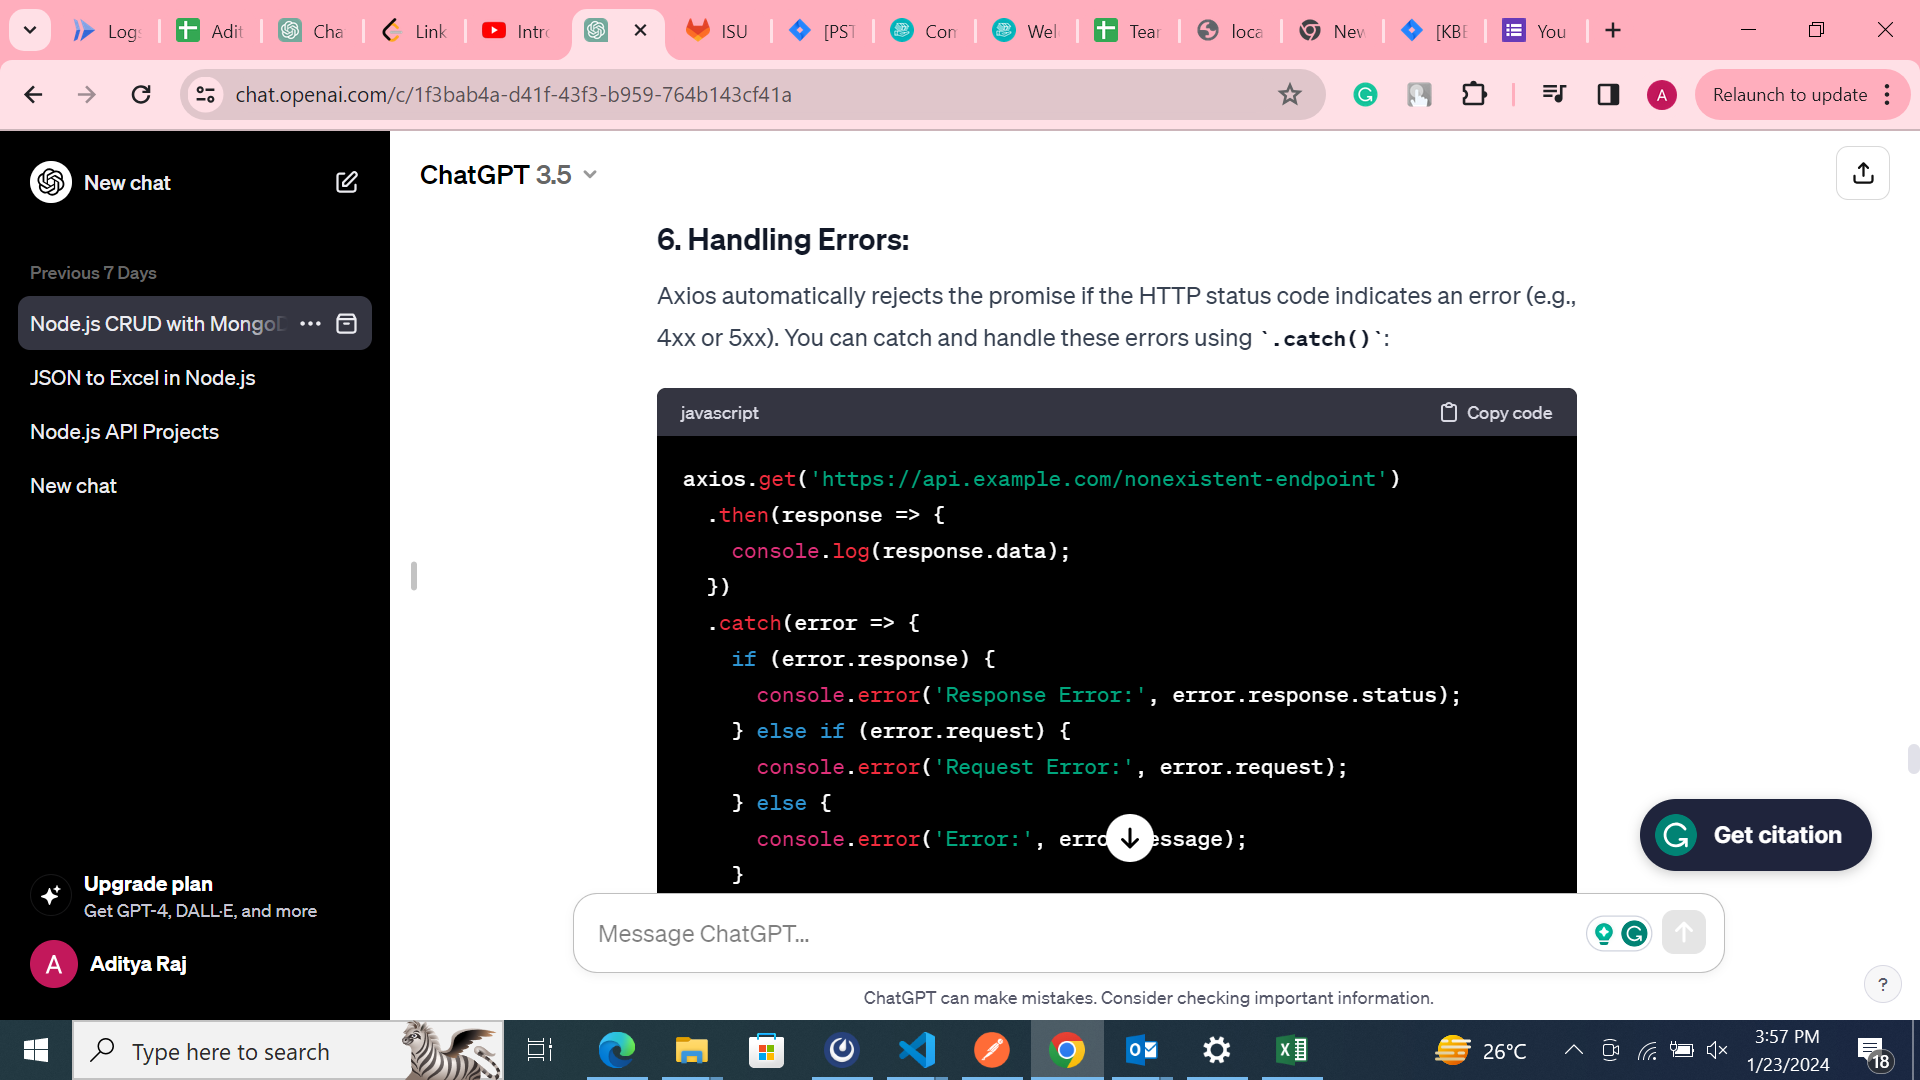 Logs
Adit
Cha
Link
Intro
ISU
[PST
Con
Wel
Tear
loca
New
[KBE
You
chat.openai.com/c/1f3bab4a-d41f-43f3-b959-764b143cf41a
A
Relaunch to update
New chat
Previous 7 Days
Node.js CRUD with MongoD
JSON to Excel in Node.js
Node.js API Projects
New chat
Upgrade plan
Get GPT-4, DALL·E, and more
A
Aditya Raj
ChatGPT 3.5
6. Handling Errors:
Axios automatically rejects the promise if the HTTP status code indicates an error (e.g.,
4xx or 5xx). You can catch and handle these errors using `.catch()`:
javascript
Copy code
axios.get('https://api.example.com/nonexistent-endpoint')
  .then(response => {
    console.log(response.data);
  })
  .catch(error => {
    if (error.response) {
      console.error('Response Error:', error.response.status);
    } else if (error.request) {
      console.error('Request Error:', error.request);
    } else {
      console.error('Error:', erro essage);
    }
Get citation
Message ChatGPT...
ChatGPT can make mistakes. Consider checking important information.
?
Type here to search
26°C
3:57 PM
1/23/2024
18